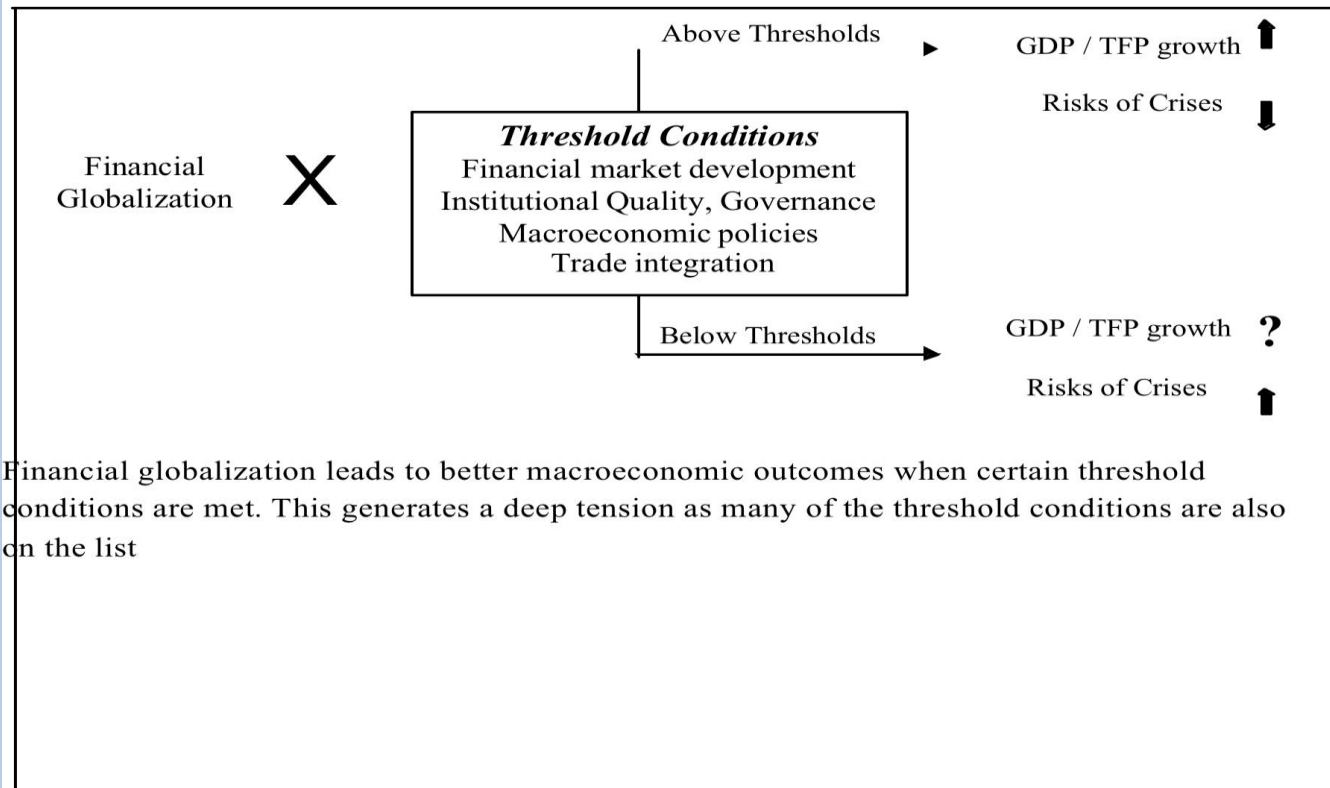 Above Thresholds
GDP / TFP growth
Risks of Crises
Financial
Globalization
X
Threshold Conditions
Financial market development
Institutional Quality, Governance
Macroeconomic policies
Trade integration
Below Thresholds
GDP / TFP growth ?
Risks of Crises
Financial globalization leads to better macroeconomic outcomes when certain threshold
conditions are met. This generates a deep tension as many of the threshold conditions are also
on the list